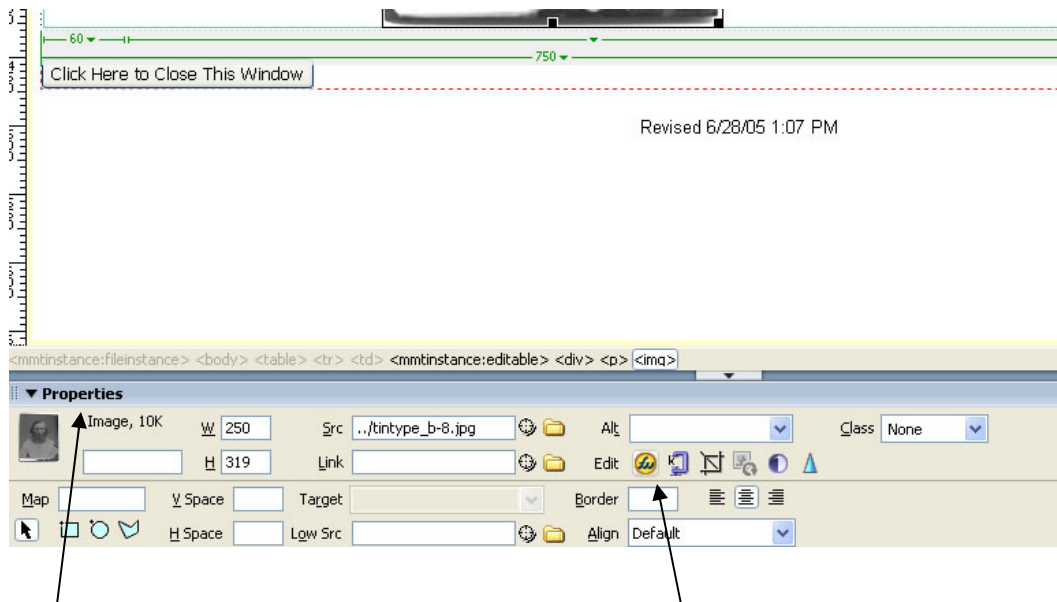 60
750
Click Here to Close This Window
Revised 6/28/05 1:07 PM
<mmtinstance:fileinstance> <body> <table> <tr> <td> <mmtinstance:editable> <div> <p> <img>
Properties
Image, 10K W 250 Src ../tintype_b-8.jpg Alt Class None
H 319 Link Edit
Map V Space Target Border
H Space Low Src Align Default